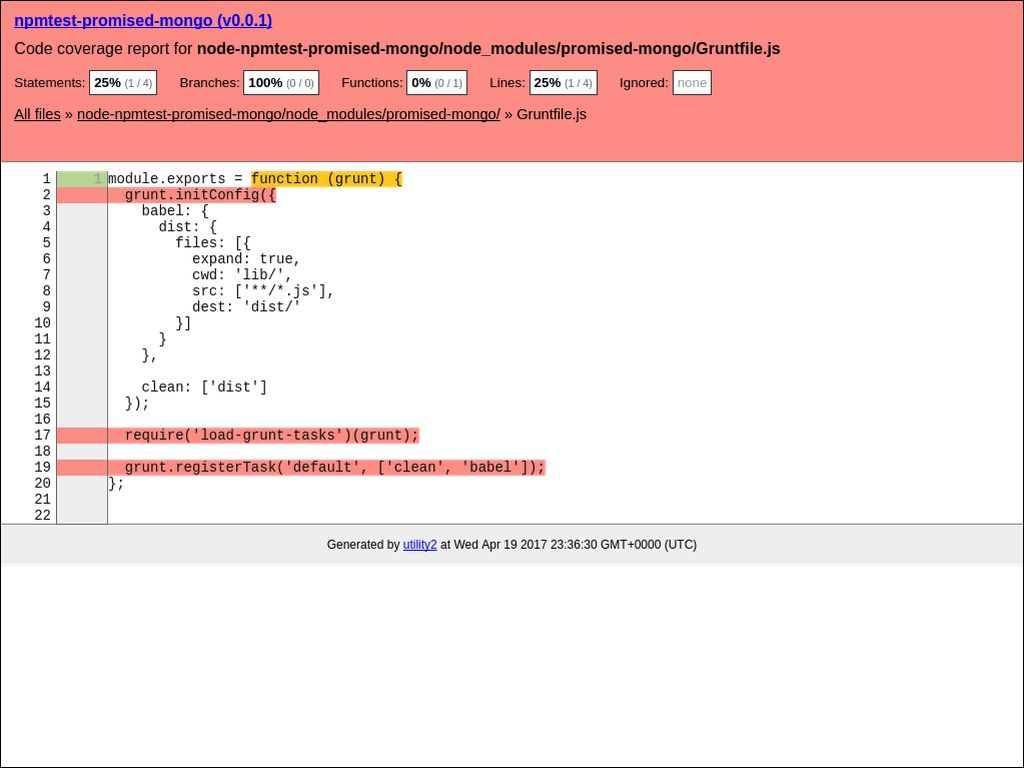 npmtest-promised-mongo (v0.0.1)
Code coverage report for node-npmtest-promised-mongo/node_modules/promised-mongo/Gruntfile.js
Statements: 25% (1 / 4) Branches: 100% (0 / 0) Functions: 0% (0 / 1) Lines: 25% (1 / 4) Ignored: none
All files » node-npmtest-promised-mongo/node_modules/promised-mongo/ » Gruntfile.js
1 1 module.exports = function (grunt) {
2   grunt.initConfig({
3     babel: {
4       dist: {
5         files: [{
6           expand: true,
7           cwd: 'lib/',
8           src: ['**/*.js'],
9           dest: 'dist/'
10         }]
11       }
12     },
13
14     clean: ['dist']
15   });
16
17   require('load-grunt-tasks')(grunt);
18
19   grunt.registerTask('default', ['clean', 'babel']);
20 };
21
22
Generated by utility2 at Wed Apr 19 2017 23:36:30 GMT+0000 (UTC)